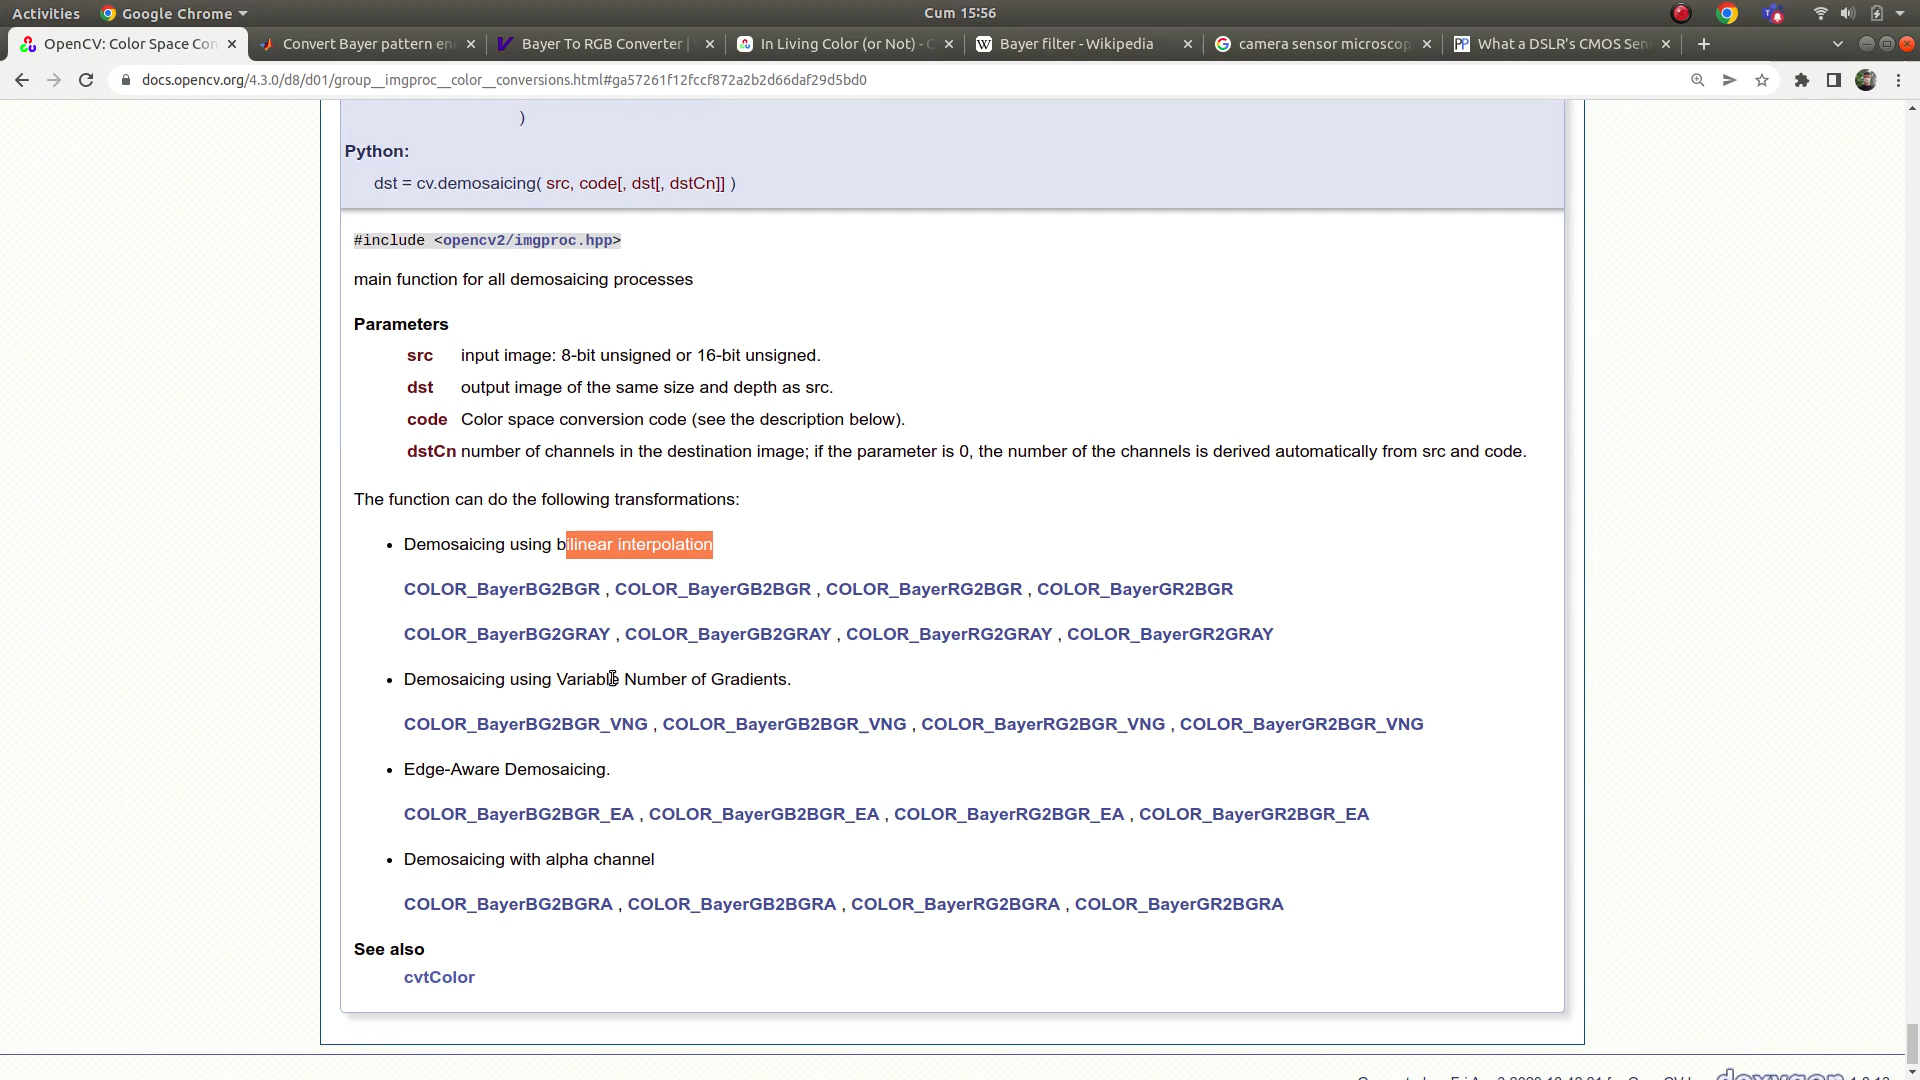 Activities Google Chrome Cum 15:56
OpenCV: Color Space Con Convert Bayer pattern en Bayer To RGB Converter | In Living Color (or Not) - Bayer filter - Wikipedia camera sensor microscop What a DSLR's CMOS Sen
docs.opencv.org/4.3.0/d8/d01/group__imgproc__color__conversions.html#ga57261f12fccf872a2b2d66daf29d5bd0
)
Python:
dst = cv.demosaicing( src, code[, dst[, dstCn]] )
#include <opencv2/imgproc.hpp>
main function for all demosaicing processes
Parameters
src input image: 8-bit unsigned or 16-bit unsigned.
dst output image of the same size and depth as src.
code Color space conversion code (see the description below).
dstCn number of channels in the destination image; if the parameter is 0, the number of the channels is derived automatically from src and code.
The function can do the following transformations:
• Demosaicing using bilinear interpolation
COLOR_BayerBG2BGR , COLOR_BayerGB2BGR , COLOR_BayerRG2BGR , COLOR_BayerGR2BGR
COLOR_BayerBG2GRAY , COLOR_BayerGB2GRAY , COLOR_BayerRG2GRAY , COLOR_BayerGR2GRAY
• Demosaicing using Variable Number of Gradients.
COLOR_BayerBG2BGR_VNG , COLOR_BayerGB2BGR_VNG , COLOR_BayerRG2BGR_VNG , COLOR_BayerGR2BGR_VNG
• Edge-Aware Demosaicing.
COLOR_BayerBG2BGR_EA , COLOR_BayerGB2BGR_EA , COLOR_BayerRG2BGR_EA , COLOR_BayerGR2BGR_EA
• Demosaicing with alpha channel
COLOR_BayerBG2BGRA , COLOR_BayerGB2BGRA , COLOR_BayerRG2BGRA , COLOR_BayerGR2BGRA
See also
cvtColor